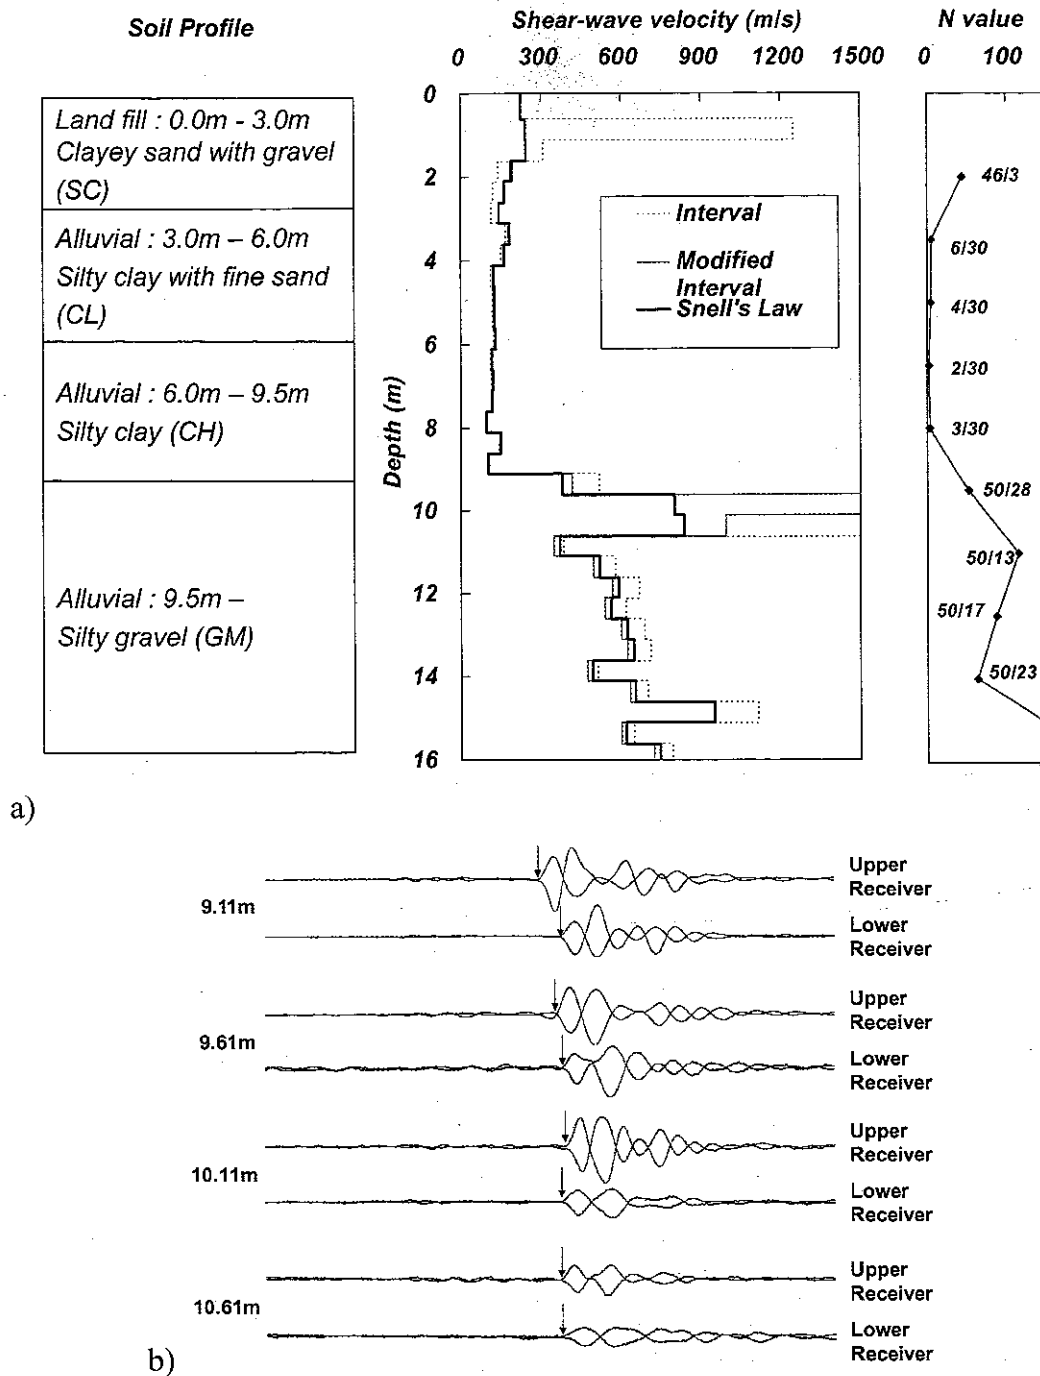 Soil Profile
Shear-wave velocity (m/s)
N value
0 300 600 900 1200 1500
0 100
Land fill : 0.0m - 3.0m
Clayey sand with gravel
(SC)
Alluvial : 3.0m – 6.0m
Silty clay with fine sand
(CL)
Alluvial : 6.0m – 9.5m
Silty clay (CH)
Alluvial : 9.5m –
Silty gravel (GM)
Depth (m)
0
2
4
6
8
10
12
14
16
Interval
Modified
Interval
Snell's Law
46/3
6/30
4/30
2/30
3/30
50/28
50/13
50/17
50/23
a)
9.11m
Upper
Receiver
Lower
Receiver
9.61m
Upper
Receiver
Lower
Receiver
10.11m
Upper
Receiver
Lower
Receiver
10.61m
Upper
Receiver
Lower
Receiver
b)